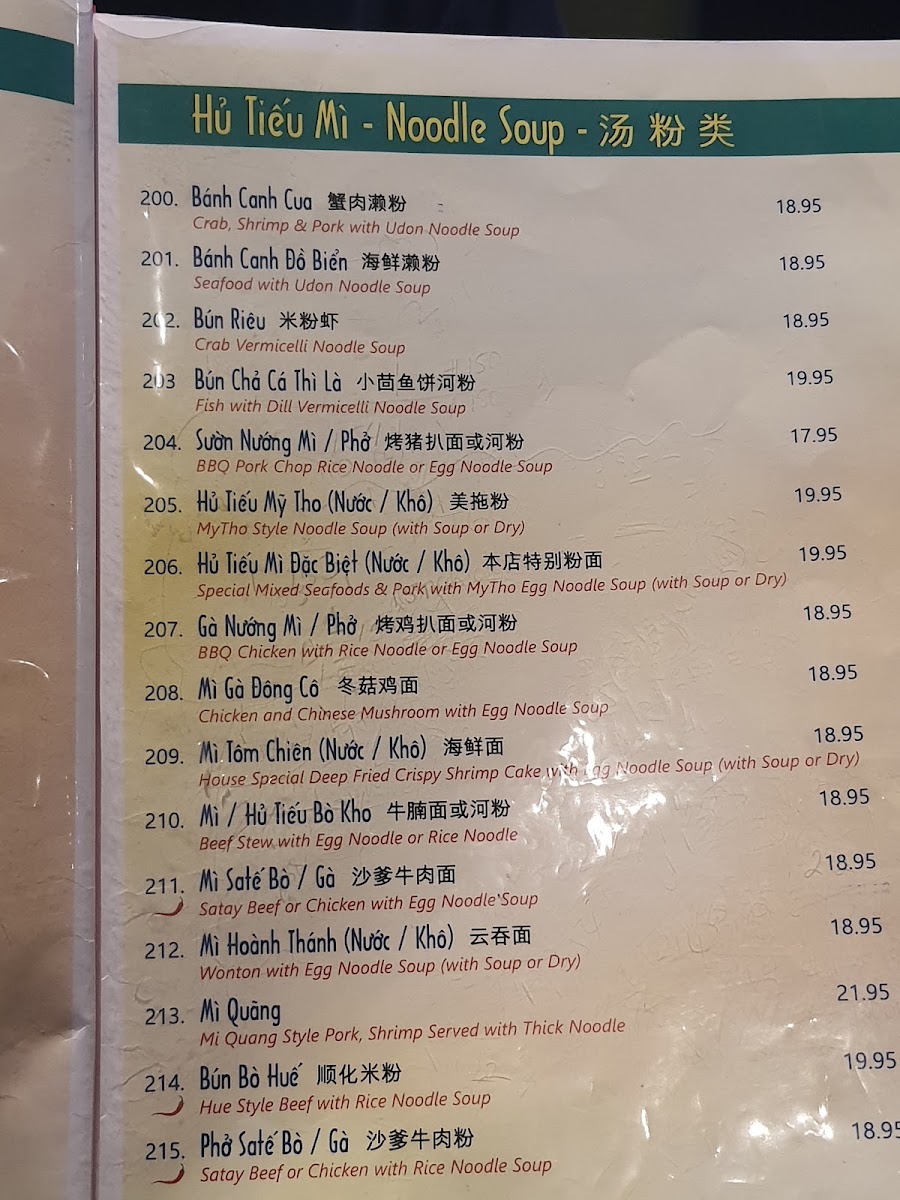 Hủ Tiếu Mì - Noodle Soup - 汤 粉 类
200. Bánh Canh Cua 蟹肉濑粉 18.95
Crab, Shrimp & Pork with Udon Noodle Soup
201. Bánh Canh Đồ Biển 海鲜濑粉 18.95
Seafood with Udon Noodle Soup
202. Bún Riêu 米粉虾 18.95
Crab Vermicelli Noodle Soup
203 Bún Chả Cá Thì Là 小茴鱼饼河粉 19.95
Fish with Dill Vermicelli Noodle Soup
204. Sườn Nướng Mì / Phở 烤猪扒面或河粉 17.95
BBQ Pork Chop Rice Noodle or Egg Noodle Soup
205. Hủ Tiếu Mỹ Tho (Nước / Khô) 美拖粉 19.95
MyTho Style Noodle Soup (with Soup or Dry)
206. Hủ Tiếu Mì Đặc Biệt (Nước / Khô) 本店特别粉面 19.95
Special Mixed Seafoods & Pork with MyTho Egg Noodle Soup (with Soup or Dry)
207. Gà Nướng Mì / Phở 烤鸡扒面或河粉 18.95
BBQ Chicken with Rice Noodle or Egg Noodle Soup
208. Mì Gà Đông Cô 冬菇鸡面 18.95
Chicken and Chinese Mushroom with Egg Noodle Soup
209. Mì Tôm Chiên (Nước / Khô) 海鲜面 18.95
House Special Deep Fried Crispy Shrimp Cake with Egg Noodle Soup (with Soup or Dry)
210. Mì / Hủ Tiếu Bò Kho 牛腩面或河粉 18.95
Beef Stew with Egg Noodle or Rice Noodle
211. Mì Satế Bò / Gà 沙爹牛肉面 18.95
Satay Beef or Chicken with Egg Noodle Soup
212. Mì Hoành Thánh (Nước / Khô) 云吞面 18.95
Wonton with Egg Noodle Soup (with Soup or Dry)
213. Mì Quãng 21.95
Mi Quang Style Pork, Shrimp Served with Thick Noodle
214. Bún Bò Huế 顺化米粉 19.95
Hue Style Beef with Rice Noodle Soup
215. Phở Satế Bò / Gà 沙爹牛肉粉 18.95
Satay Beef or Chicken with Rice Noodle Soup